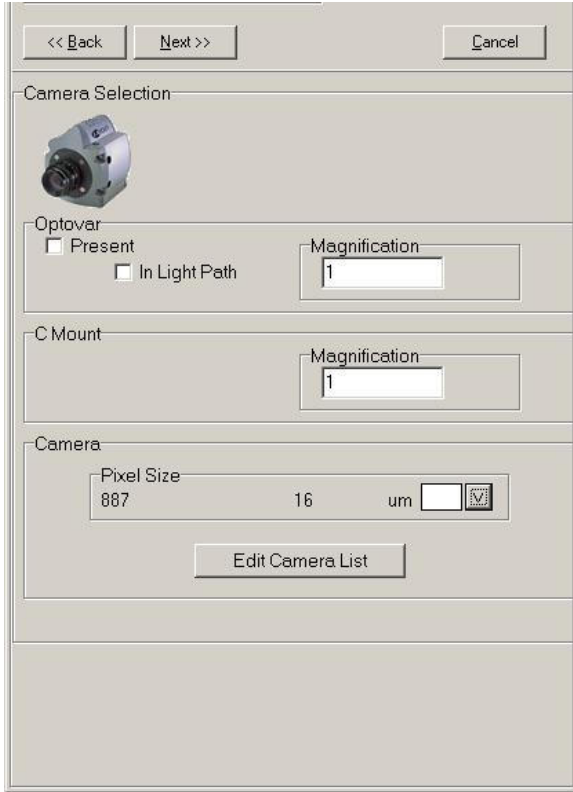 << Back Next >> Cancel
Camera Selection
Optovar
Present
In Light Path
Magnification
1
C Mount
Magnification
1
Camera
Pixel Size
887 16 um V
Edit Camera List